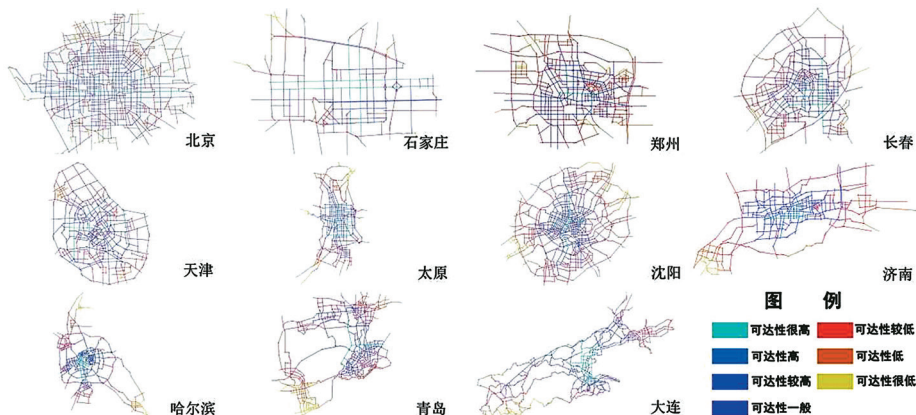 北京
石家庄
郑州
长春
天津
太原
沈阳
济南
哈尔滨
青岛
大连
图 例
可达性很高
可达性较低
可达性高
可达性低
可达性较高
可达性很低
可达性一般